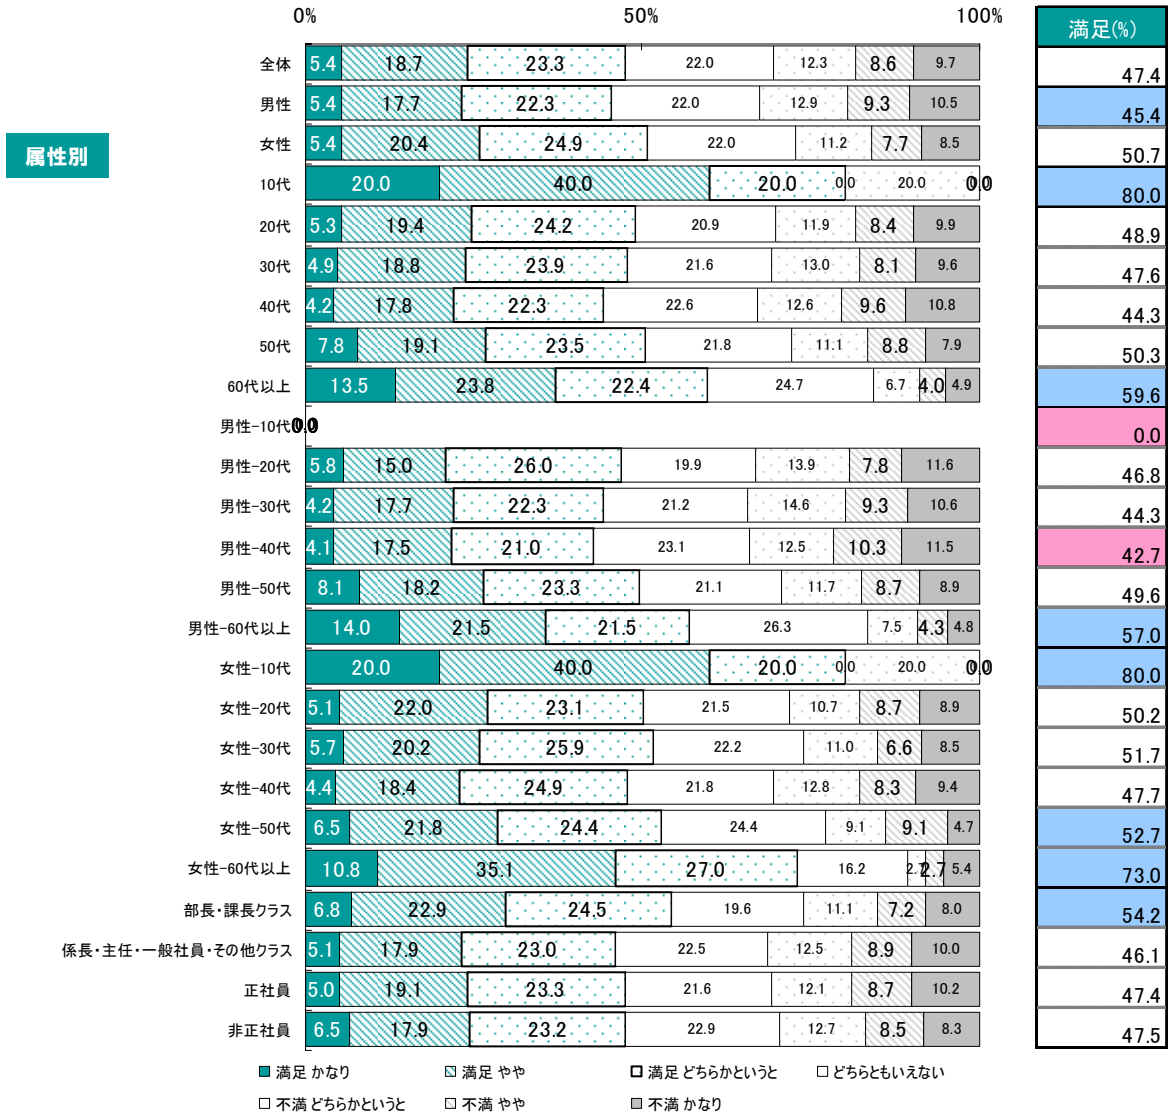 0% 50% 100%
満足(%)
属性別
全体 5.4 18.7 23.3 22.0 12.3 8.6 9.7 47.4
男性 5.4 17.7 22.3 22.0 12.9 9.3 10.5 45.4
女性 5.4 20.4 24.9 22.0 11.2 7.7 8.5 50.7
10代 20.0 40.0 20.0 0.0 20.0 0.0 0.0 80.0
20代 5.3 19.4 24.2 20.9 11.9 8.4 9.9 48.9
30代 4.9 18.8 23.9 21.6 13.0 8.1 9.6 47.6
40代 4.2 17.8 22.3 22.6 12.6 9.6 10.8 44.3
50代 7.8 19.1 23.5 21.8 11.1 8.8 7.9 50.3
60代以上 13.5 23.8 22.4 24.7 6.7 4.0 4.9 59.6
男性-10代 0.0 0.0
男性-20代 5.8 15.0 26.0 19.9 13.9 7.8 11.6 46.8
男性-30代 4.2 17.7 22.3 21.2 14.6 9.3 10.6 44.3
男性-40代 4.1 17.5 21.0 23.1 12.5 10.3 11.5 42.7
男性-50代 8.1 18.2 23.3 21.1 11.7 8.7 8.9 49.6
男性-60代以上 14.0 21.5 21.5 26.3 7.5 4.3 4.8 57.0
女性-10代 20.0 40.0 20.0 0.0 20.0 0.0 0.0 80.0
女性-20代 5.1 22.0 23.1 21.5 10.7 8.7 8.9 50.2
女性-30代 5.7 20.2 25.9 22.2 11.0 6.6 8.5 51.7
女性-40代 4.4 18.4 24.9 21.8 12.8 8.3 9.4 47.7
女性-50代 6.5 21.8 24.4 24.4 9.1 9.1 4.7 52.7
女性-60代以上 10.8 35.1 27.0 16.2 2.7 2.7 5.4 73.0
部長・課長クラス 6.8 22.9 24.5 19.6 11.1 7.2 8.0 54.2
係長・主任・一般社員・その他クラス 5.1 17.9 23.0 22.5 12.5 8.9 10.0 46.1
正社員 5.0 19.1 23.3 21.6 12.1 8.7 10.2 47.4
非正社員 6.5 17.9 23.2 22.9 12.7 8.5 8.3 47.5
満足 かなり 満足 やや 満足 どちらかというと どちらともいえない
不満 どちらかというと 不満 やや 不満 かなり